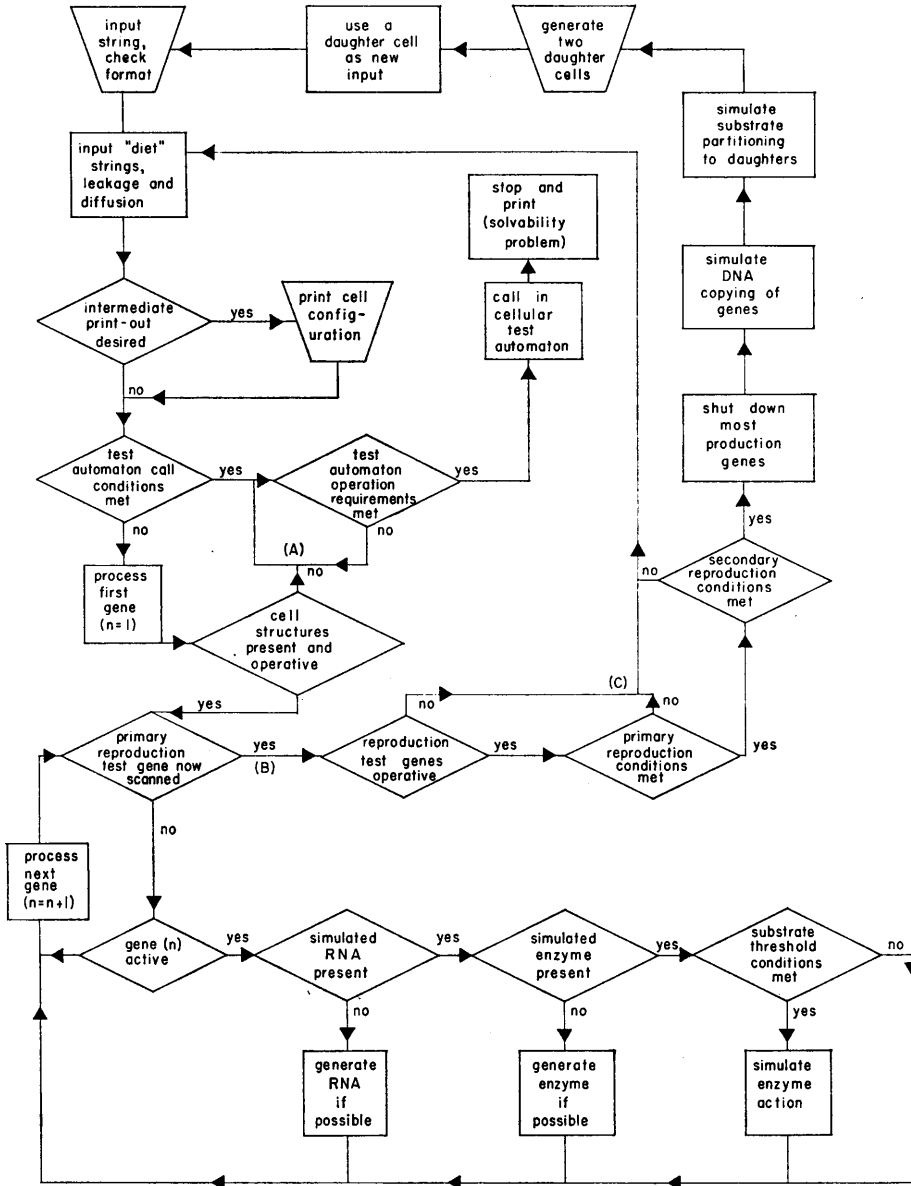 input
string,
check
format
use a
daughter cell
as new
input
generate
two
daughter
cells
simulate
substrate
partitioning
to daughters
input "diet"
strings,
leakage and
diffusion
stop and
print
(solvability
problem)
simulate
DNA
copying of
genes
intermediate
print-out
desired
yes
print cell
config-
uration
call in
cellular
test
automaton
no
shut down
most
production
genes
test
automaton call
conditions
met
yes
test
automaton
operation
requirements
met
yes
no
no
yes
(A)
no
process
first
gene
(n=1)
cell
structures
present and
operative
no
secondary
reproduction
conditions
met
yes
(C)
no
no
primary
reproduction
test gene now
scanned
yes
(B)
reproduction
test genes
operative
yes
primary
reproduction
conditions
met
yes
no
process
next
gene
(n=n+1)
gene (n)
active
yes
simulated
RNA
present
yes
simulated
enzyme
present
yes
substrate
threshold
conditions
met
no
no
no
yes
generate
RNA
if
possible
generate
enzyme if
possible
simulate
enzyme
action